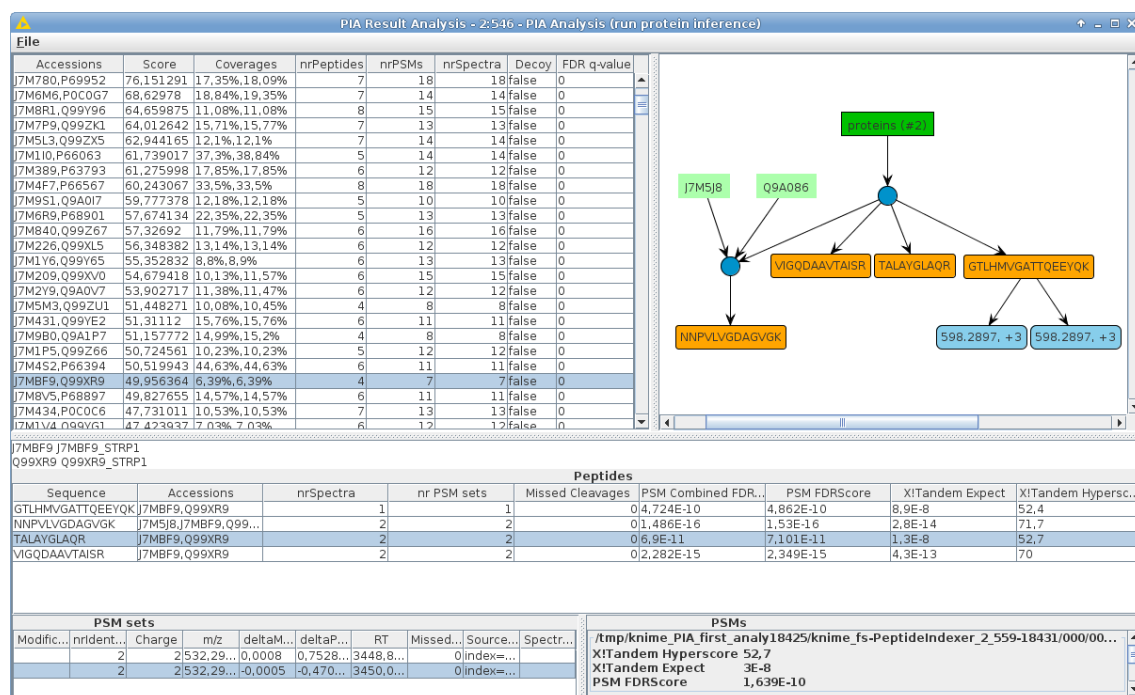 PIA Result Analysis - 2:546 - PIA Analysis (run protein inference)
File
Accessions Score Coverages nrPeptides nrPSMs nrSpectra Decoy FDR q-value
J7M780,P69952 76,151291 17,35%,18,09% 7 18 18 false 0
J7M6M6,P0C0G7 68,62978 18,84%,19,35% 7 14 14 false 0
J7M8R1,Q99Y96 64,659875 11,08%,11,08% 8 15 15 false 0
J7M7P9,Q99ZK1 64,012642 15,71%,15,77% 7 13 13 false 0
J7M5L3,Q99ZX5 62,944165 12,1%,12,1% 7 14 14 false 0
J7M1I0,P66063 61,739017 37,3%,38,84% 5 14 14 false 0
J7M389,P63793 61,275998 17,85%,17,85% 6 12 12 false 0
J7M4F7,P66567 60,243067 33,5%,33,5% 8 18 18 false 0
J7M9S1,Q9A0I7 59,777378 12,18%,12,18% 5 10 10 false 0
J7M6R9,P68901 57,674134 22,35%,22,35% 5 13 13 false 0
J7M840,Q99Z67 57,32692 11,79%,11,79% 6 16 16 false 0
J7M226,Q99XL5 56,348382 13,14%,13,14% 6 12 12 false 0
J7M1Y6,Q99Y65 55,352832 8,8%,8,9% 6 13 13 false 0
J7M209,Q99XV0 54,679418 10,13%,11,57% 6 15 15 false 0
J7M2Y9,Q9A0V7 53,902717 11,38%,11,47% 6 12 12 false 0
J7M5M3,Q99ZU1 51,448271 10,08%,10,45% 4 8 8 false 0
J7M431,Q99YE2 51,31112 15,76%,15,76% 6 11 11 false 0
J7M9B0,Q9A1P7 51,157772 14,99%,15,2% 4 8 8 false 0
J7M1P5,Q99Z66 50,724561 10,23%,10,23% 5 12 12 false 0
J7M4S2,P66394 50,519943 44,63%,44,63% 6 11 11 false 0
J7MBF9,Q99XR9 49,956364 6,39%,6,39% 4 7 7 false 0
J7M8V5,P68897 49,827655 14,57%,14,57% 6 11 11 false 0
J7M434,P0C0C6 47,731011 10,53%,10,53% 7 13 13 false 0
J7M1V4,Q99YG1 47,423937 7,03%,7,03% 6 12 12 false 0
proteins (#2)
J7M5J8 Q9A086
VIGQDAAVTAISR TALAYGLAQR GTLHMVGATTQEEYQK
NNPVLVGDAGVGK 598.2897, +3 598.2897, +3
J7MBF9 J7MBF9_STRP1
Q99XR9 Q99XR9_STRP1
Peptides
Sequence Accessions nrSpectra nr PSM sets Missed Cleavages PSM Combined FDR... PSM FDRScore X!Tandem Expect X!Tandem Hypersc...
GTLHMVGATTQEEYQK J7MBF9,Q99XR9 1 1 0 4,724E-10 4,862E-10 8,9E-8 52,4
NNPVLVGDAGVGK J7M5J8,J7MBF9,Q99... 2 2 0 1,486E-16 1,53E-16 2,8E-14 71,7
TALAYGLAQR J7MBF9,Q99XR9 2 2 0 6,9E-11 7,101E-11 1,3E-8 52,7
VIGQDAAVTAISR J7MBF9,Q99XR9 2 2 0 2,282E-15 2,349E-15 4,3E-13 70
PSM sets
Modific... nrIdent... Charge m/z deltaM... deltaP... RT Missed... Source... Spectr...
2 2 532,29... 0,0008 0,7528... 3448,8... 0 index=...
2 2 532,29... -0,0005 -0,470... 3450,0... 0 index=...
PSMs
/tmp/knime_PIA_first_analy18425/knime_fs-PeptideIndexer_2_559-18431/000/00...
X!Tandem Hyperscore 52,7
X!Tandem Expect 3E-8
PSM FDRScore 1,639E-10